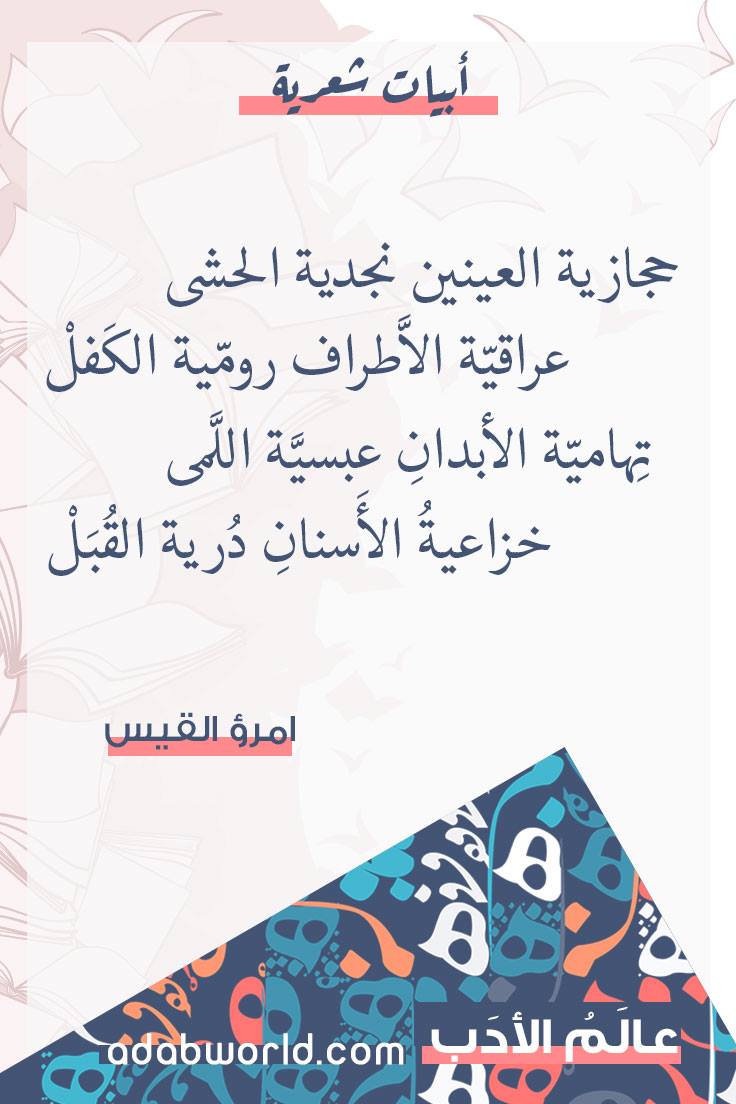 أبيات شعرية
حجازية العينين نجدية الحشى
عراقيّة الاَّطراف روميّة الكَفلْ
تِهاميّة الأبدانِ عبسيَّة اللَّمى
خزاعيةُ الأَسنانِ دُرية القُبَلْ
امرؤ القيس
عالَمُ الأدَب
adabworld.com